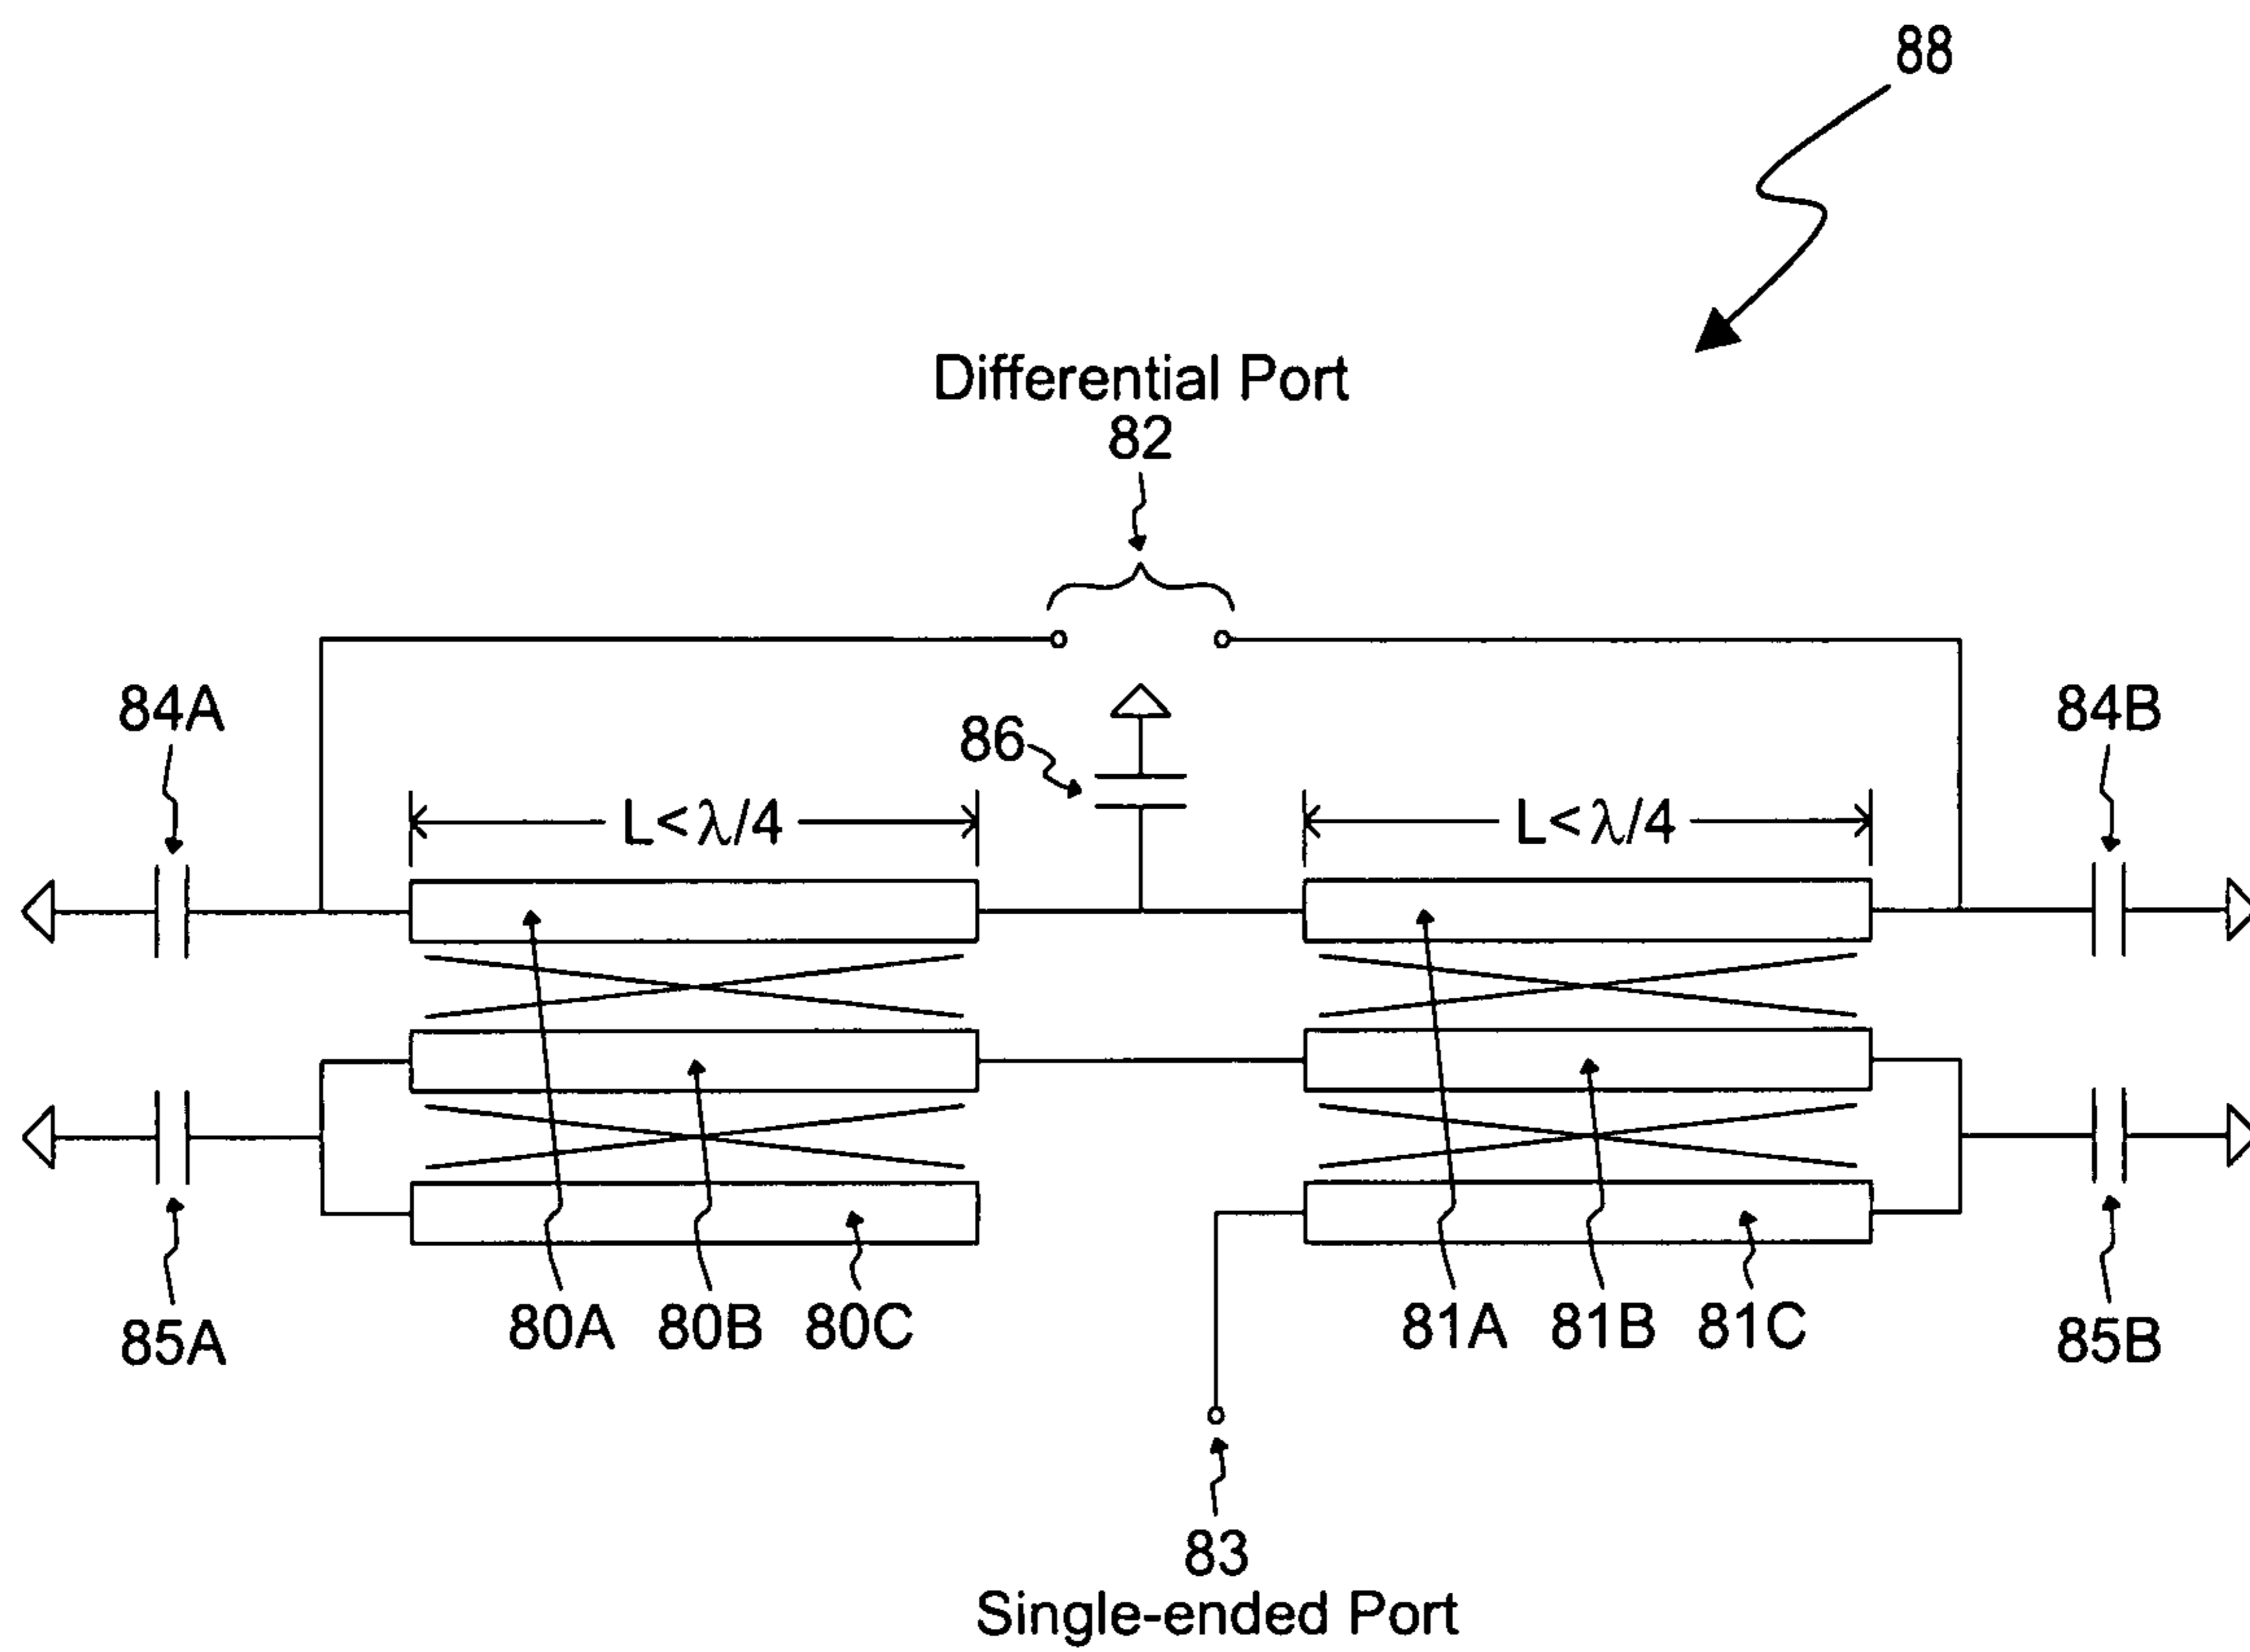 88
Differential Port
82
84A
86
84B
L<λ/4
L<λ/4
85A
80A
80B
80C
81A
81B
81C
85B
83
Single-ended Port